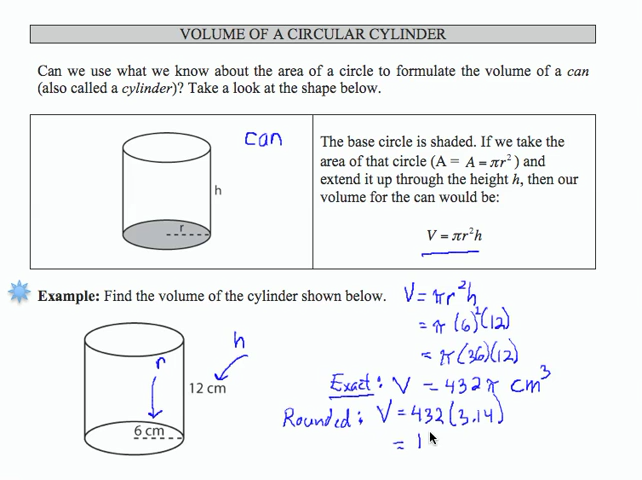 VOLUME OF A CIRCULAR CYLINDER
Can we use what we know about the area of a circle to formulate the volume of a can
(also called a cylinder)? Take a look at the shape below.
can
h
r
The base circle is shaded. If we take the
area of that circle (A = A = πr²) and
extend it up through the height h, then our
volume for the can would be:
V = πr²h
Example: Find the volume of the cylinder shown below.
r
h
12 cm
6 cm
V = πr²h
= π(6)²(12)
= π(36)(12)
Exact: V = 432π cm³
Rounded: V = 432(3.14)
= 1